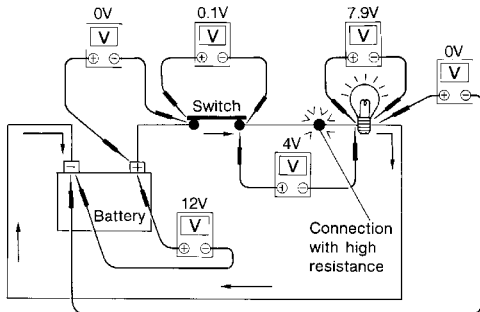 0V
V
⊕ ⊖
0.1V
V
⊕ ⊖
7.9V
V
⊕ ⊖
0V
V
⊕ ⊖
Switch
4V
V
⊕ ⊖
- +
Battery
12V
V
⊕ ⊖
Connection
with high
resistance